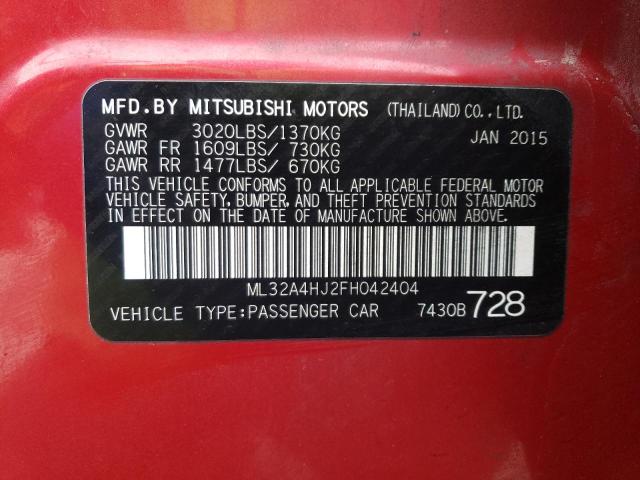 MFD.BY MITSUBISHI MOTORS (THAILAND) CO.,LTD.
GVWR 3020LBS/1370KG JAN 2015
GAWR FR 1609LBS/ 730KG
GAWR RR 1477LBS/ 670KG
THIS VEHICLE CONFORMS TO ALL APPLICABLE FEDERAL MOTOR
VEHICLE SAFETY, BUMPER, AND THEFT PREVENTION STANDARDS
IN EFFECT ON THE DATE OF MANUFACTURE SHOWN ABOVE.
ML32A4HJ2FH042404
VEHICLE TYPE:PASSENGER CAR 7430B 728